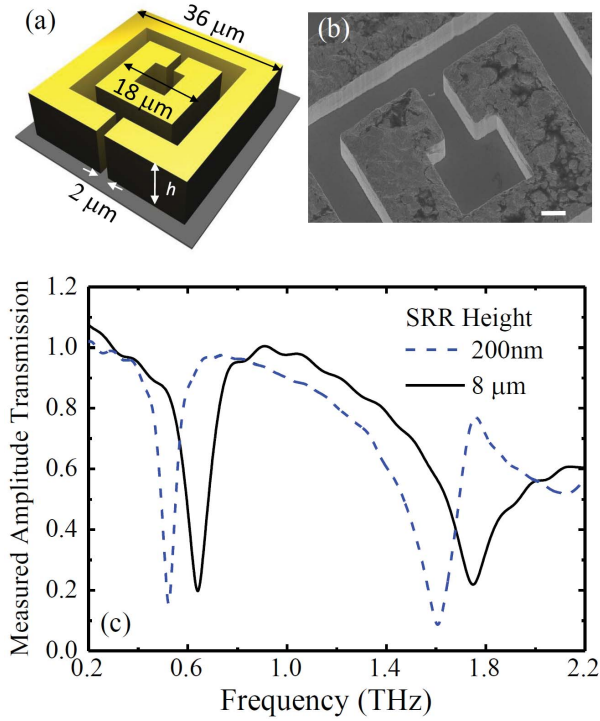 (a)
36 μm
18 μm
h
2 μm
(b)
Measured Amplitude Transmission
1.2
1.0
0.8
0.6
0.4
0.2
0.0
SRR Height
200nm
8 μm
(c)
0.2 0.6 1.0 1.4 1.8 2.2
Frequency (THz)